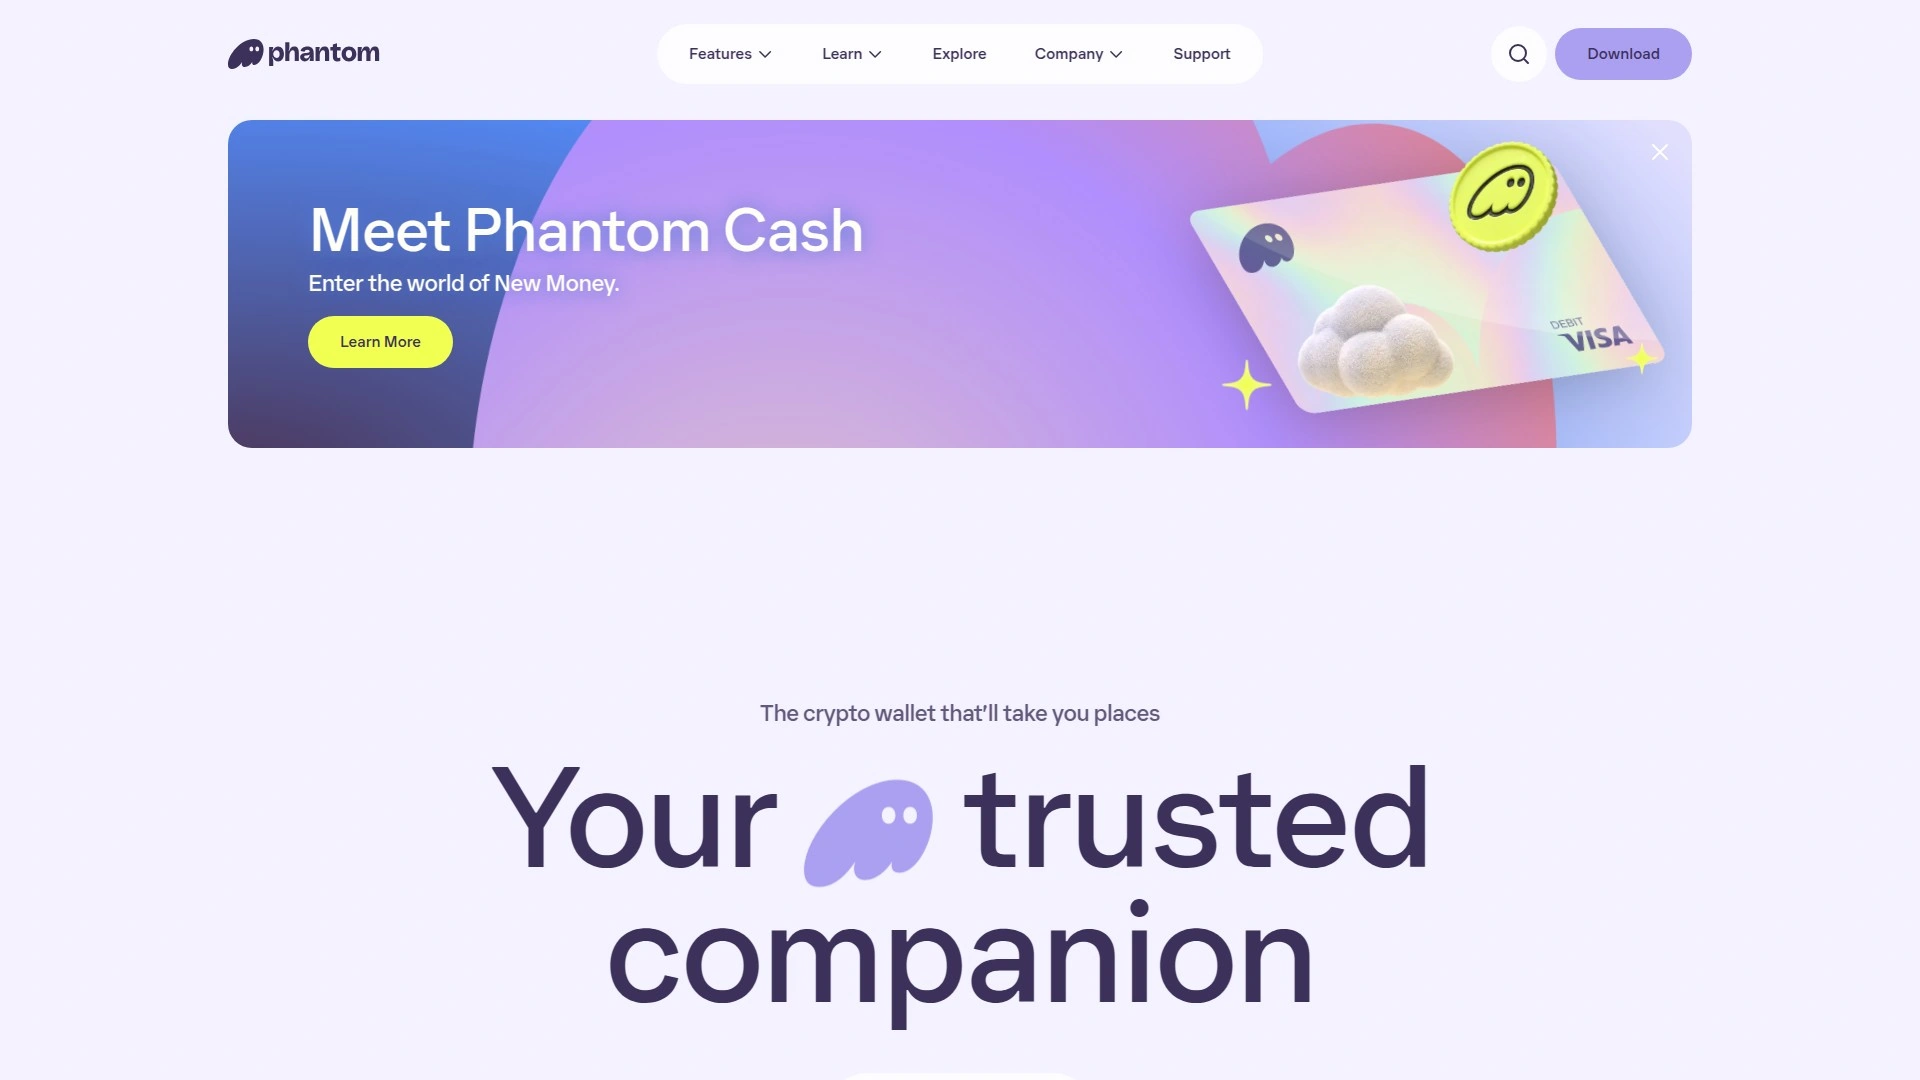 phantom
Features
Learn
Explore
Company
Support
Download
Meet Phantom Cash
Enter the world of New Money.
Learn More
DEBIT
VISA
The crypto wallet that'll take you places
Your trusted
companion